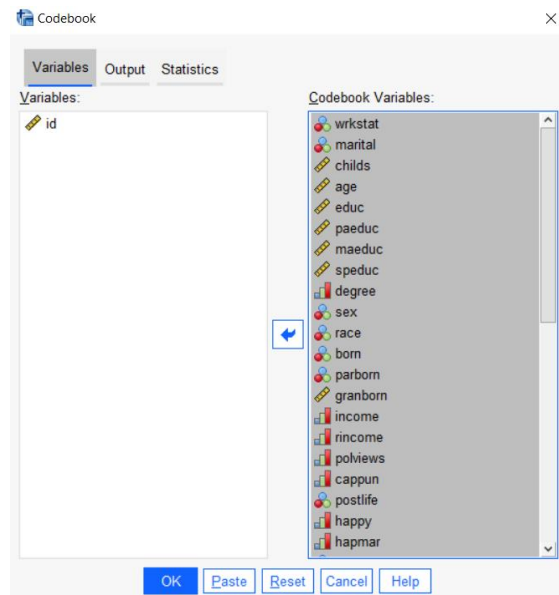 Codebook
Variables Output Statistics
Variables:
id
Codebook Variables:
wrkstat
marital
childs
age
educ
paeduc
maeduc
speduc
degree
sex
race
born
parborn
granborn
income
rincome
polviews
cappun
postlife
happy
hapmar
OK Paste Reset Cancel Help